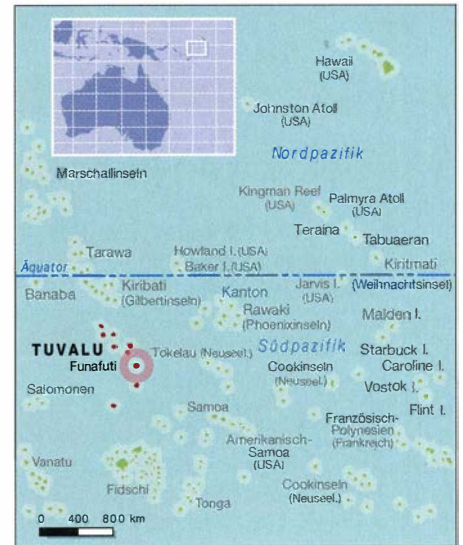 Hawaii
(USA)
Johnston Atoll
(USA)
Nordpazifik
Marschallinseln
Kingman Reef
(USA)
Palmyra Atoll
(USA)
Teraina
Tabuaeran
Tarawa
Howland I. (USA)
Baker I. (USA)
Kiritmati
(Weihnachtsinsel)
Äquator
Jarvis I.
(USA)
Banaba
Kiribati
(Gilbertinseln)
Kanton
Rawaki
(Phoenixinseln)
Malden I.
TUVALU
Funafuti
Tokelau (Neuseel.)
Südpazifik
Starbuck I.
Caroline I.
Cookinseln
(Neuseel.)
Vostok I.
Flint I.
Salomonen
Samoa
Französisch-
Polynesien
(Frankreich)
Amerikanisch-
Samoa
(USA)
Vanatu
Fidschi
Tonga
Cookinseln
(Neuseel.)
0 400 800 km